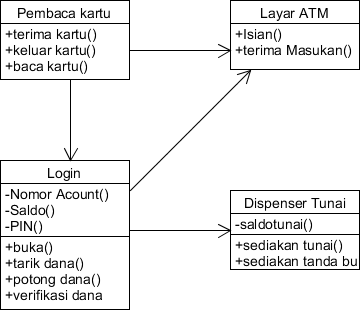 Pembaca kartu
+terima kartu()
+keluar kartu()
+baca kartu()
Layar ATM
+Isian()
+terima Masukan()
Login
-Nomor Acount()
-Saldo()
-PIN()
+buka()
+tarik dana()
+potong dana()
+verifikasi dana
Dispenser Tunai
-saldotunai()
+sediakan tunai()
+sediakan tanda bu